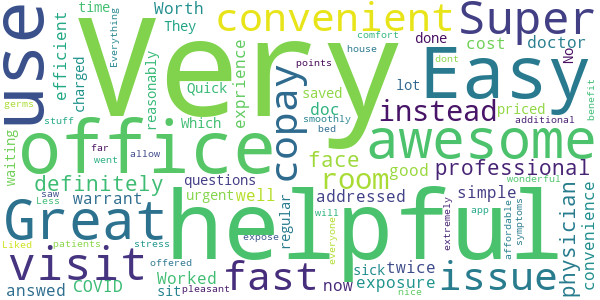 use
time
Worth
They
convenient
Super
Very
Everything
efficient
charged
reasonably
exprience
Quick
Which
points
comfort
house
done
cost
doctor
No
copay
saved
doc
smoothly
bed
lot
dont
Easy
priced
additional
benefit
instead
germs
stuff
waiting
office
far
went
allow
face
room
awesome
good
professional
definitely
questions
urgent
well
regular
addressed
simple
wonderful
saw
Less
warrant
Great
helpful
physician
convenience
affordable
symptoms
app
extremely
will
everyone
Liked
patients
stress
offered
expose
visit
fast
now
twice
sick
exposure
issue
answed
COVID
Worked
sit
pleasant
nice